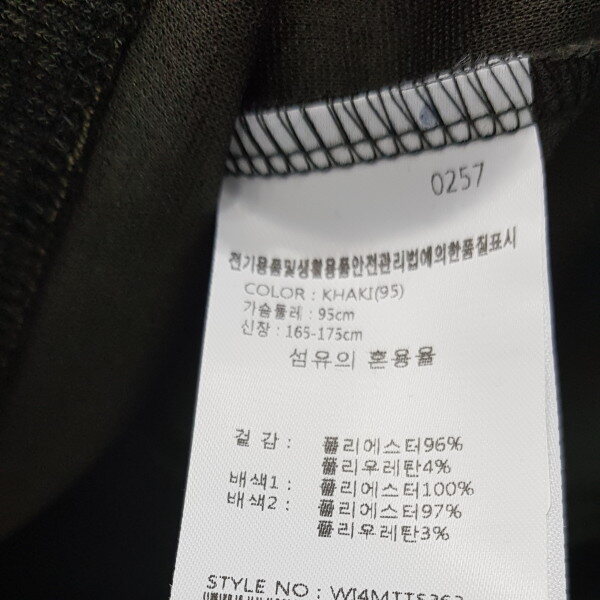 0257
전기용품및생활용품안전관리법에의한품질표시
COLOR : KHAKI(95)
가슴둘레 : 95cm
신장 : 165-175cm
섬유의 혼용율
겉 감 : 폴리에스터96%
폴리우레탄4%
배색1 : 폴리에스터100%
배색2 : 폴리에스터97%
폴리우레탄3%
STYLE NO :